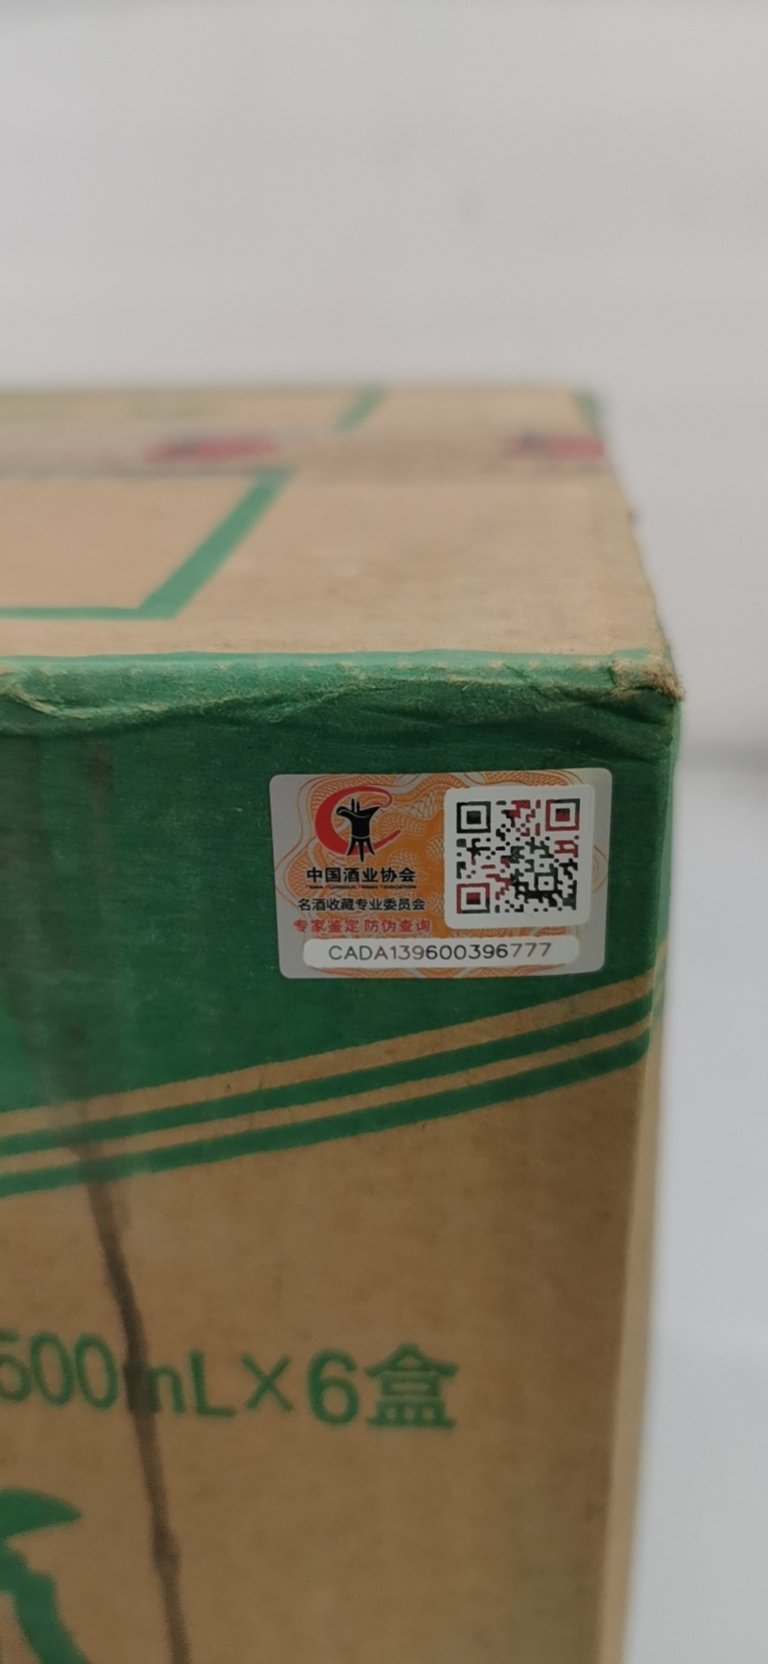 中国酒业协会
名酒收藏专业委员会
专家鉴定 防伪查询
CADA139600396777
500mL×6盒